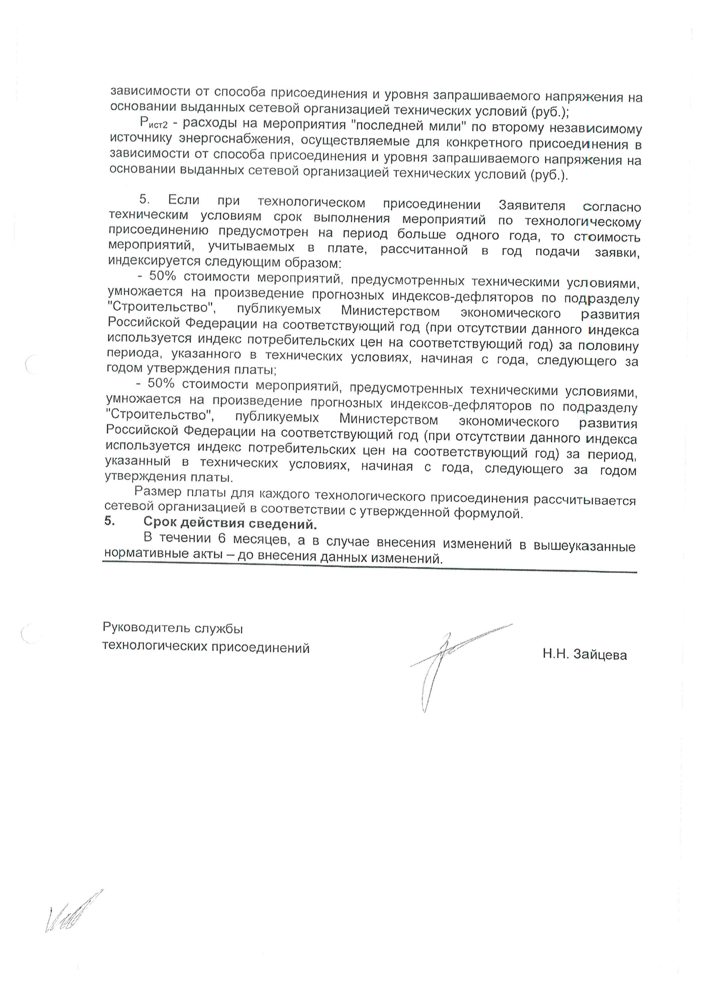 зависимости от способа присоединения и уровня запрашиваемого напряжения на
основании выданных сетевой организацией технических условий (руб.);
Рист2 - расходы на мероприятия "последней мили" по второму независимому
источнику энергоснабжения, осуществляемые для конкретного присоединения в
зависимости от способа присоединения и уровня запрашиваемого напряжения на
основании выданных сетевой организацией технических условий (руб.).
5. Если при технологическом присоединении Заявителя согласно
техническим условиям срок выполнения мероприятий по технологическому
присоединению предусмотрен на период больше одного года, то стоимость
мероприятий, учитываемых в плате, рассчитанной в год подачи заявки,
индексируется следующим образом:
- 50% стоимости мероприятий, предусмотренных техническими условиями,
умножается на произведение прогнозных индексов-дефляторов по подразделу
"Строительство", публикуемых Министерством экономического развития
Российской Федерации на соответствующий год (при отсутствии данного индекса
используется индекс потребительских цен на соответствующий год) за половину
периода, указанного в технических условиях, начиная с года, следующего за
годом утверждения платы;
- 50% стоимости мероприятий, предусмотренных техническими условиями,
умножается на произведение прогнозных индексов-дефляторов по подразделу
"Строительство", публикуемых Министерством экономического развития
Российской Федерации на соответствующий год (при отсутствии данного индекса
используется индекс потребительских цен на соответствующий год) за период,
указанный в технических условиях, начиная с года, следующего за годом
утверждения платы.
Размер платы для каждого технологического присоединения рассчитывается
сетевой организацией в соответствии с утвержденной формулой.
5. Срок действия сведений.
В течении 6 месяцев, а в случае внесения изменений в вышеуказанные
нормативные акты – до внесения данных изменений.
Руководитель службы
технологических присоединений
Н.Н. Зайцева